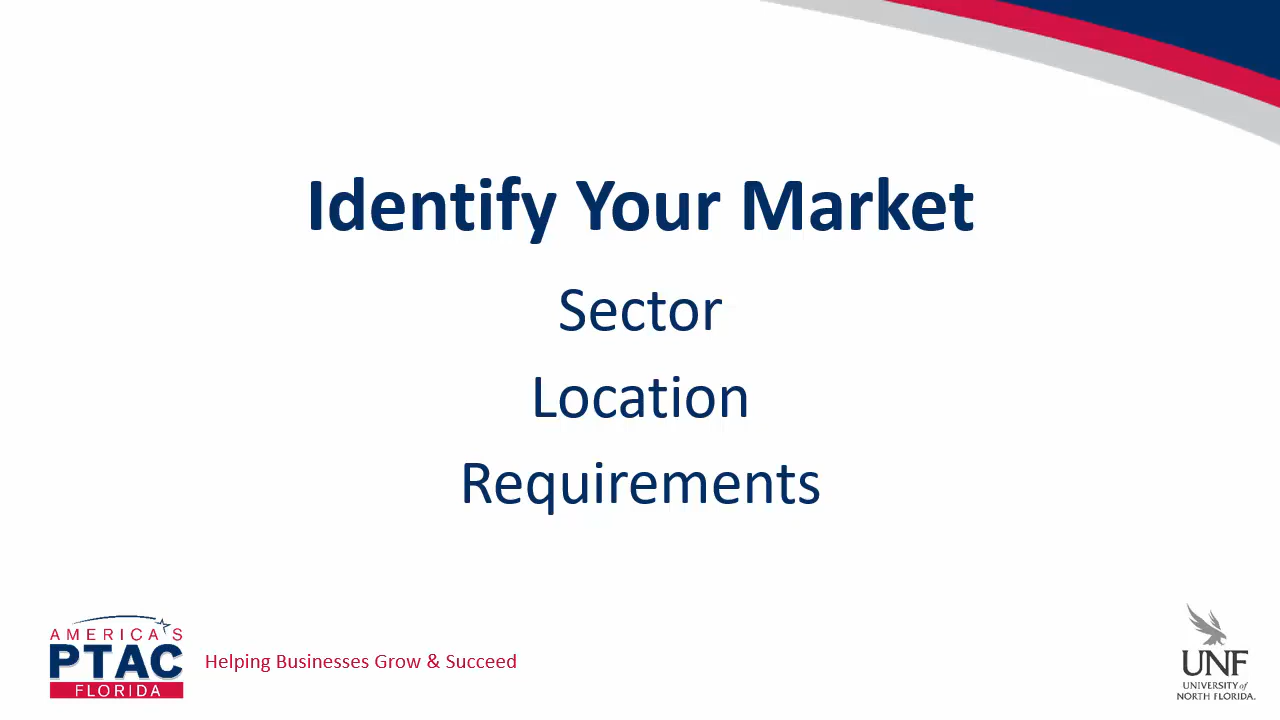 Identify Your Market
Sector
Location
Requirements
AMERICA'S
PTAC
FLORIDA
Helping Businesses Grow & Succeed
UNF
UNIVERSITY of
NORTH FLORIDA.